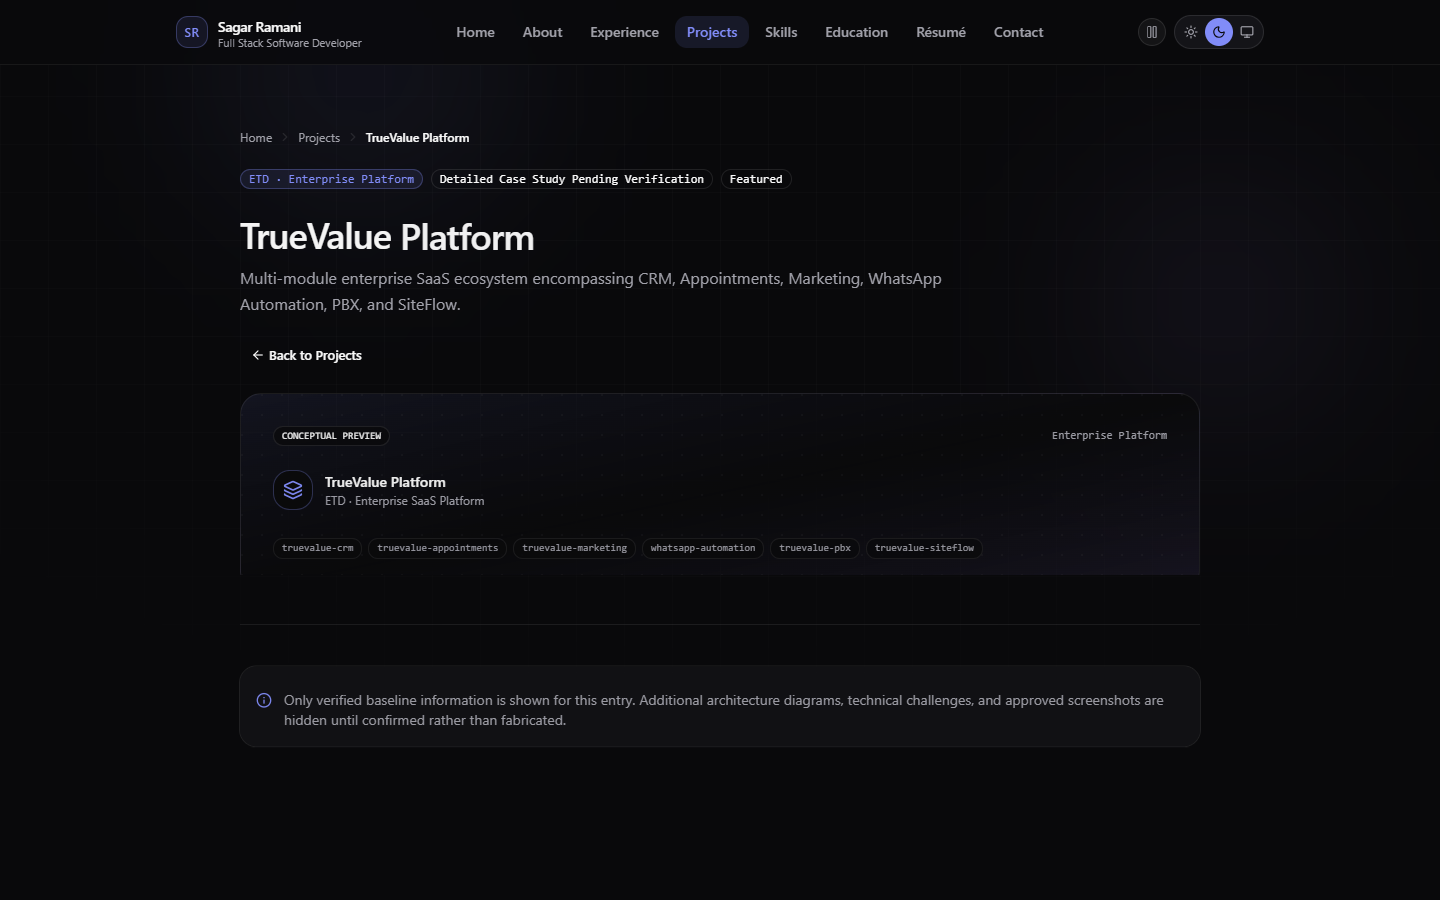 SR
Sagar Ramani
Full Stack Software Developer
Home
About
Experience
Projects
Skills
Education
Résumé
Contact
Home
Projects
TrueValue Platform
ETD · Enterprise Platform
Detailed Case Study Pending Verification
Featured
TrueValue Platform
Multi-module enterprise SaaS ecosystem encompassing CRM, Appointments, Marketing, WhatsApp
Automation, PBX, and SiteFlow.
← Back to Projects
CONCEPTUAL PREVIEW
Enterprise Platform
TrueValue Platform
ETD · Enterprise SaaS Platform
truevalue-crm
truevalue-appointments
truevalue-marketing
whatsapp-automation
truevalue-pbx
truevalue-siteflow
Only verified baseline information is shown for this entry. Additional architecture diagrams, technical challenges, and approved screenshots are
hidden until confirmed rather than fabricated.